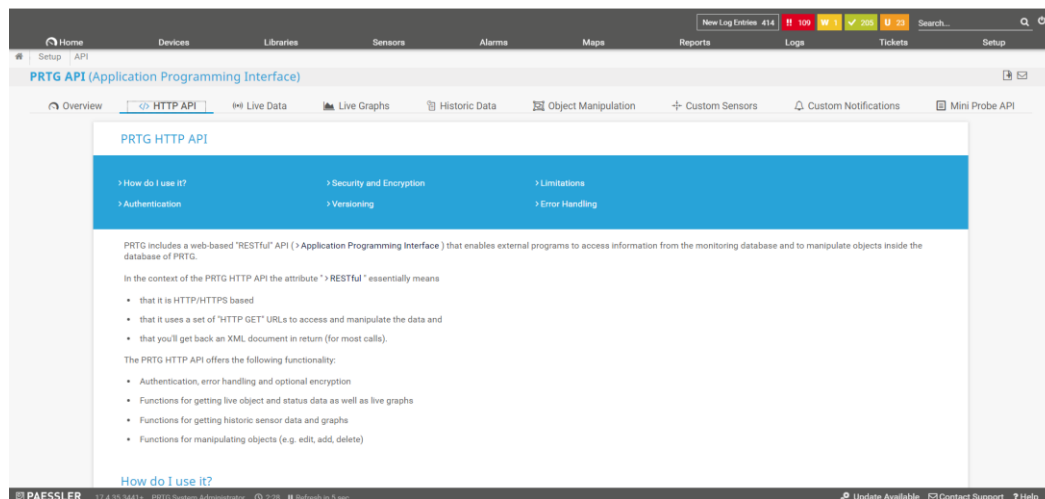 New Log Entries 414 !! 109 W 1 205 U 23 Search...
Home Devices Libraries Sensors Alarms Maps Reports Logs Tickets Setup
Setup API
PRTG API (Application Programming Interface)
Overview </> HTTP API Live Data Live Graphs Historic Data Object Manipulation Custom Sensors Custom Notifications Mini Probe API
PRTG HTTP API
> How do I use it? > Security and Encryption > Limitations
> Authentication > Versioning > Error Handling
PRTG includes a web-based "RESTful" API ( > Application Programming Interface ) that enables external programs to access information from the monitoring database and to manipulate objects inside the
database of PRTG.
In the context of the PRTG HTTP API the attribute " > RESTful " essentially means
• that it is HTTP/HTTPS based
• that it uses a set of "HTTP GET" URLs to access and manipulate the data and
• that you'll get back an XML document in return (for most calls).
The PRTG HTTP API offers the following functionality:
• Authentication, error handling and optional encryption
• Functions for getting live object and status data as well as live graphs
• Functions for getting historic sensor data and graphs
• Functions for manipulating objects (e.g. edit, add, delete)
How do I use it?
PAESSLER 17.4.35.3441+ PRTG System Administrator 2:28 Refresh in 5 sec Update Available Contact Support ? Help